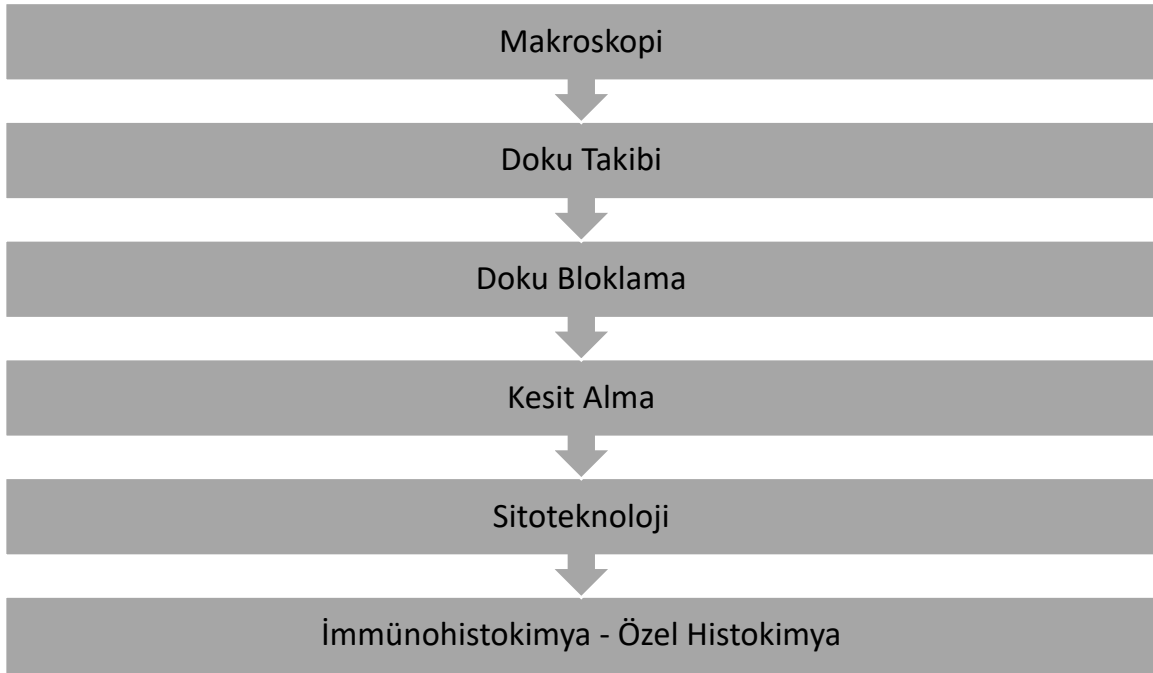 Makroskopi
Doku Takibi
Doku Bloklama
Kesit Alma
Sitoteknoloji
İmmünohistokimya - Özel Histokimya